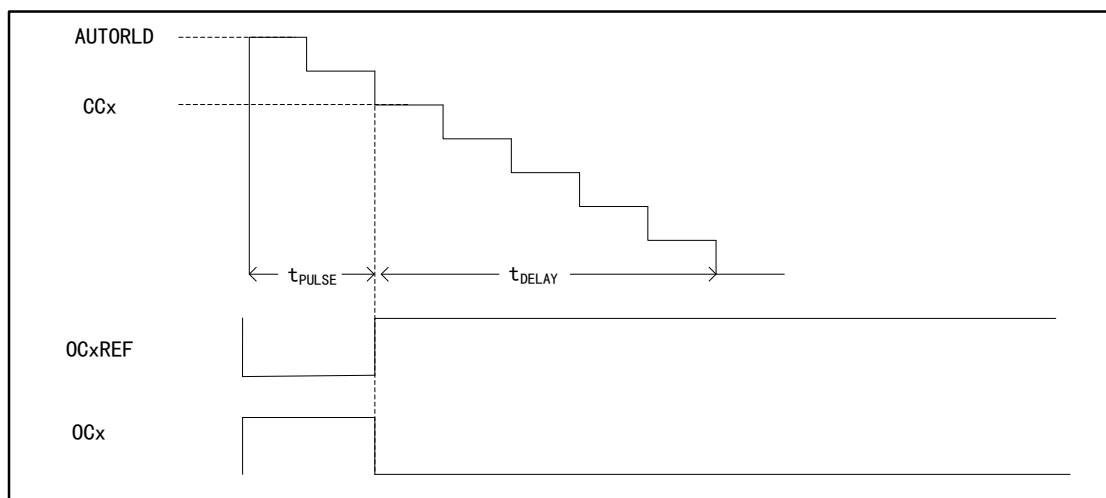 AUTORLD
CCx
tPULSE
tDELAY
OCxREF
OCx